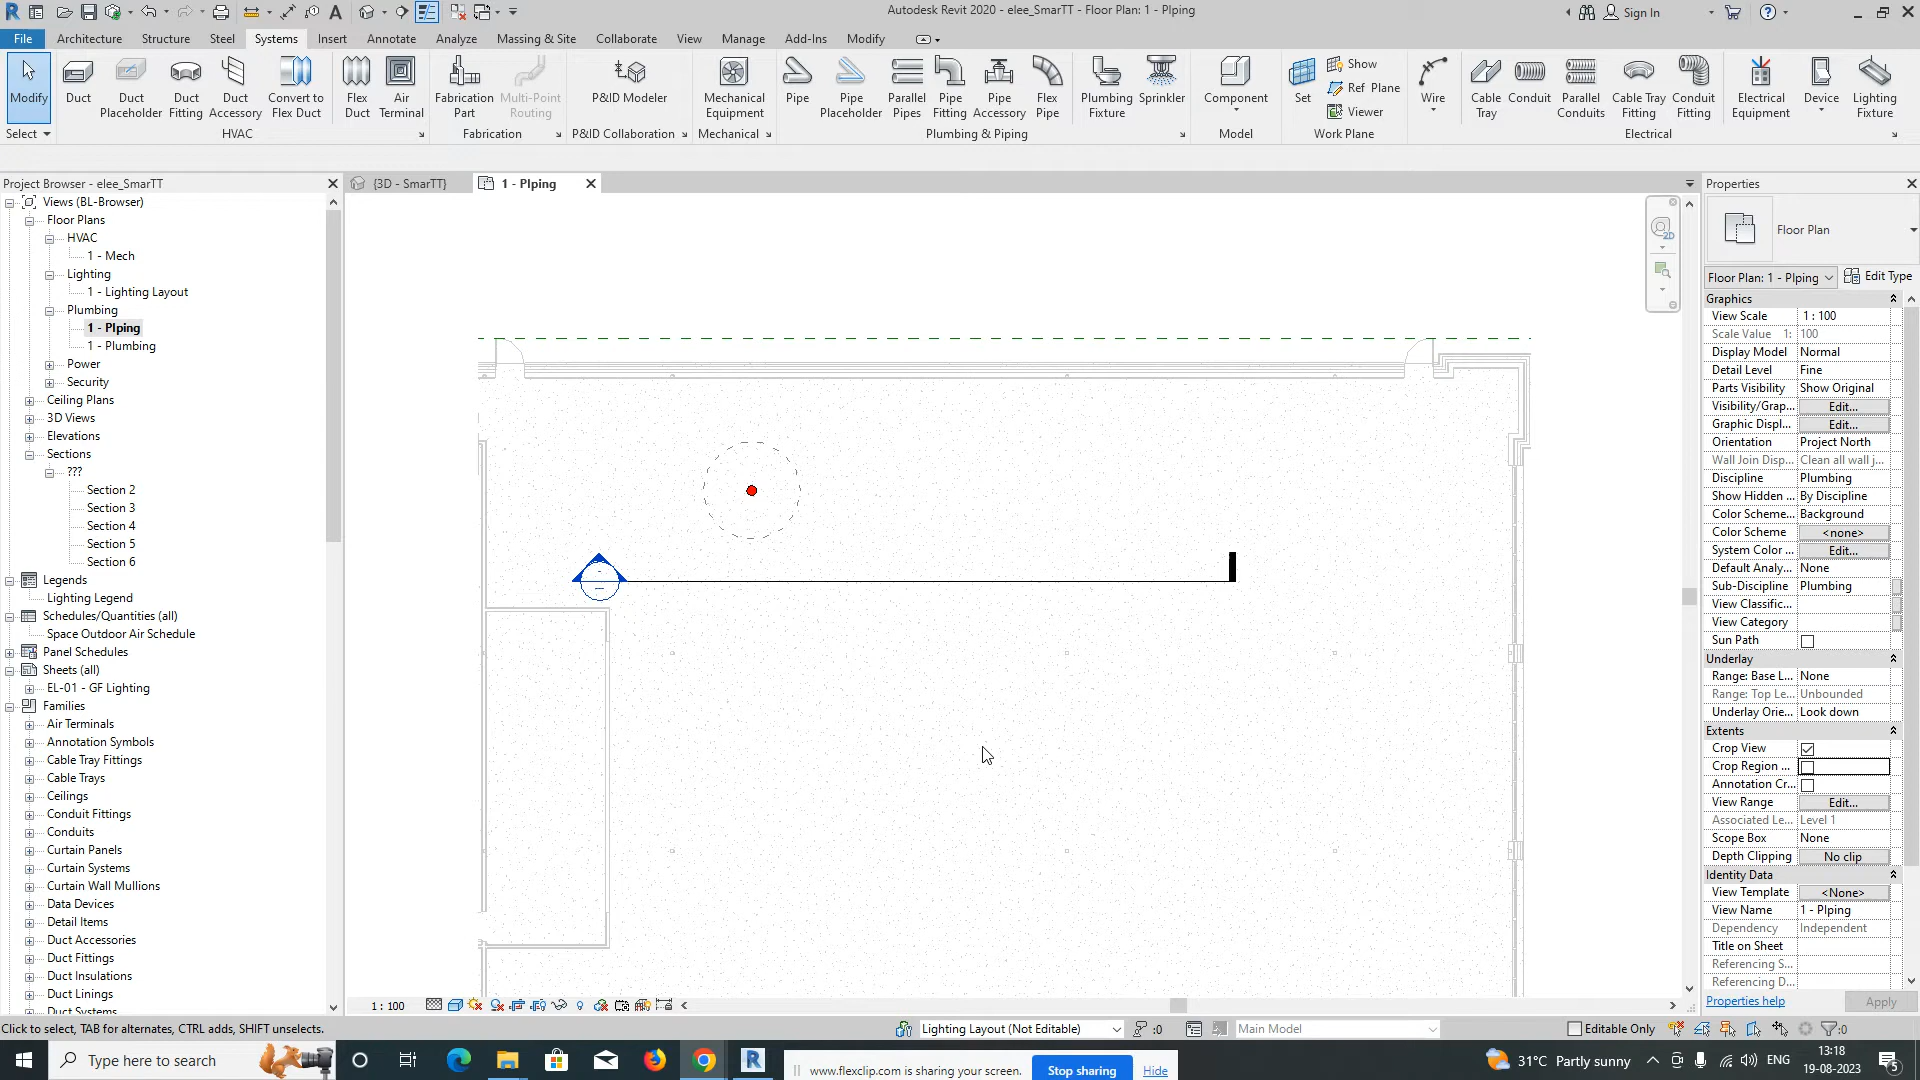 Autodesk Revit 2020 - elee_SmarTT - Floor Plan: 1 - PIping
Sign In
File Architecture Structure Steel Systems Insert Annotate Analyze Massing & Site Collaborate View Manage Add-Ins Modify
Modify
Select
Duct
Duct Placeholder
Duct Fitting
Duct Accessory
Convert to Flex Duct
Flex Duct
Air Terminal
HVAC
Fabrication Part
Multi-Point Routing
Fabrication
P&ID Modeler
P&ID Collaboration
Mechanical Equipment
Mechanical
Pipe
Pipe Placeholder
Parallel Pipes
Pipe Fitting
Pipe Accessory
Flex Pipe
Plumbing Fixture
Sprinkler
Plumbing & Piping
Component
Model
Set
Show
Ref Plane
Viewer
Work Plane
Wire
Cable Tray
Conduit
Parallel Conduits
Cable Tray Fitting
Conduit Fitting
Electrical Equipment
Device
Lighting Fixture
Electrical
Project Browser - elee_SmarTT
Views (BL-Browser)
Floor Plans
HVAC
1 - Mech
Lighting
1 - Lighting Layout
Plumbing
1 - PIping
1 - Plumbing
Power
Security
Ceiling Plans
3D Views
Elevations
Sections
???
Section 2
Section 3
Section 4
Section 5
Section 6
Legends
Lighting Legend
Schedules/Quantities (all)
Space Outdoor Air Schedule
Panel Schedules
Sheets (all)
EL-01 - GF Lighting
Families
Air Terminals
Annotation Symbols
Cable Tray Fittings
Cable Trays
Ceilings
Conduit Fittings
Conduits
Curtain Panels
Curtain Systems
Curtain Wall Mullions
Data Devices
Detail Items
Duct Accessories
Duct Fittings
Duct Insulations
Duct Linings
Duct Systems
{3D - SmarTT}
1 - PIping
2D
1 : 100
Properties
Floor Plan
Floor Plan: 1 - PIping
Edit Type
Graphics
View Scale 1 : 100
Scale Value 1: 100
Display Model Normal
Detail Level Fine
Parts Visibility Show Original
Visibility/Grap... Edit...
Graphic Displ... Edit...
Orientation Project North
Wall Join Disp... Clean all wall j...
Discipline Plumbing
Show Hidden ... By Discipline
Color Scheme... Background
Color Scheme <none>
System Color ... Edit...
Default Analy... None
Sub-Discipline Plumbing
View Classific...
View Category
Sun Path
Underlay
Range: Base L... None
Range: Top Le... Unbounded
Underlay Orie... Look down
Extents
Crop View
Crop Region ...
Annotation Cr...
View Range Edit...
Associated Le... Level 1
Scope Box None
Depth Clipping No clip
Identity Data
View Template <None>
View Name 1 - PIping
Dependency Independent
Title on Sheet
Referencing S...
Referencing D...
Properties help
Apply
Click to select, TAB for alternates, CTRL adds, SHIFT unselects.
Lighting Layout (Not Editable)
:0
Main Model
Editable Only
:0
Type here to search
www.flexclip.com is sharing your screen.
Stop sharing
Hide
31°C Partly sunny
ENG
13:18
19-08-2023
5